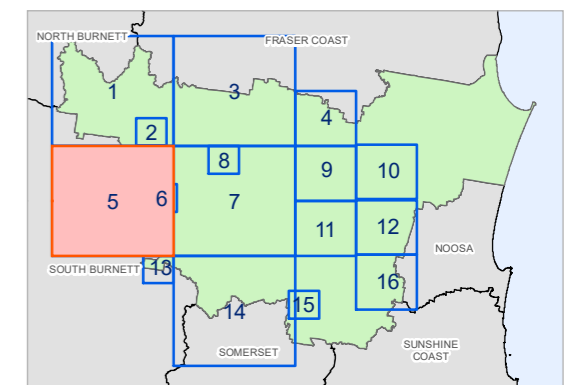 NORTH BURNETT
FRASER COAST
1
3
4
2
8
9
10
5
6
7
11
12
NOOSA
SOUTH BURNETT
13
16
14
15
SUNSHINE
COAST
SOMERSET